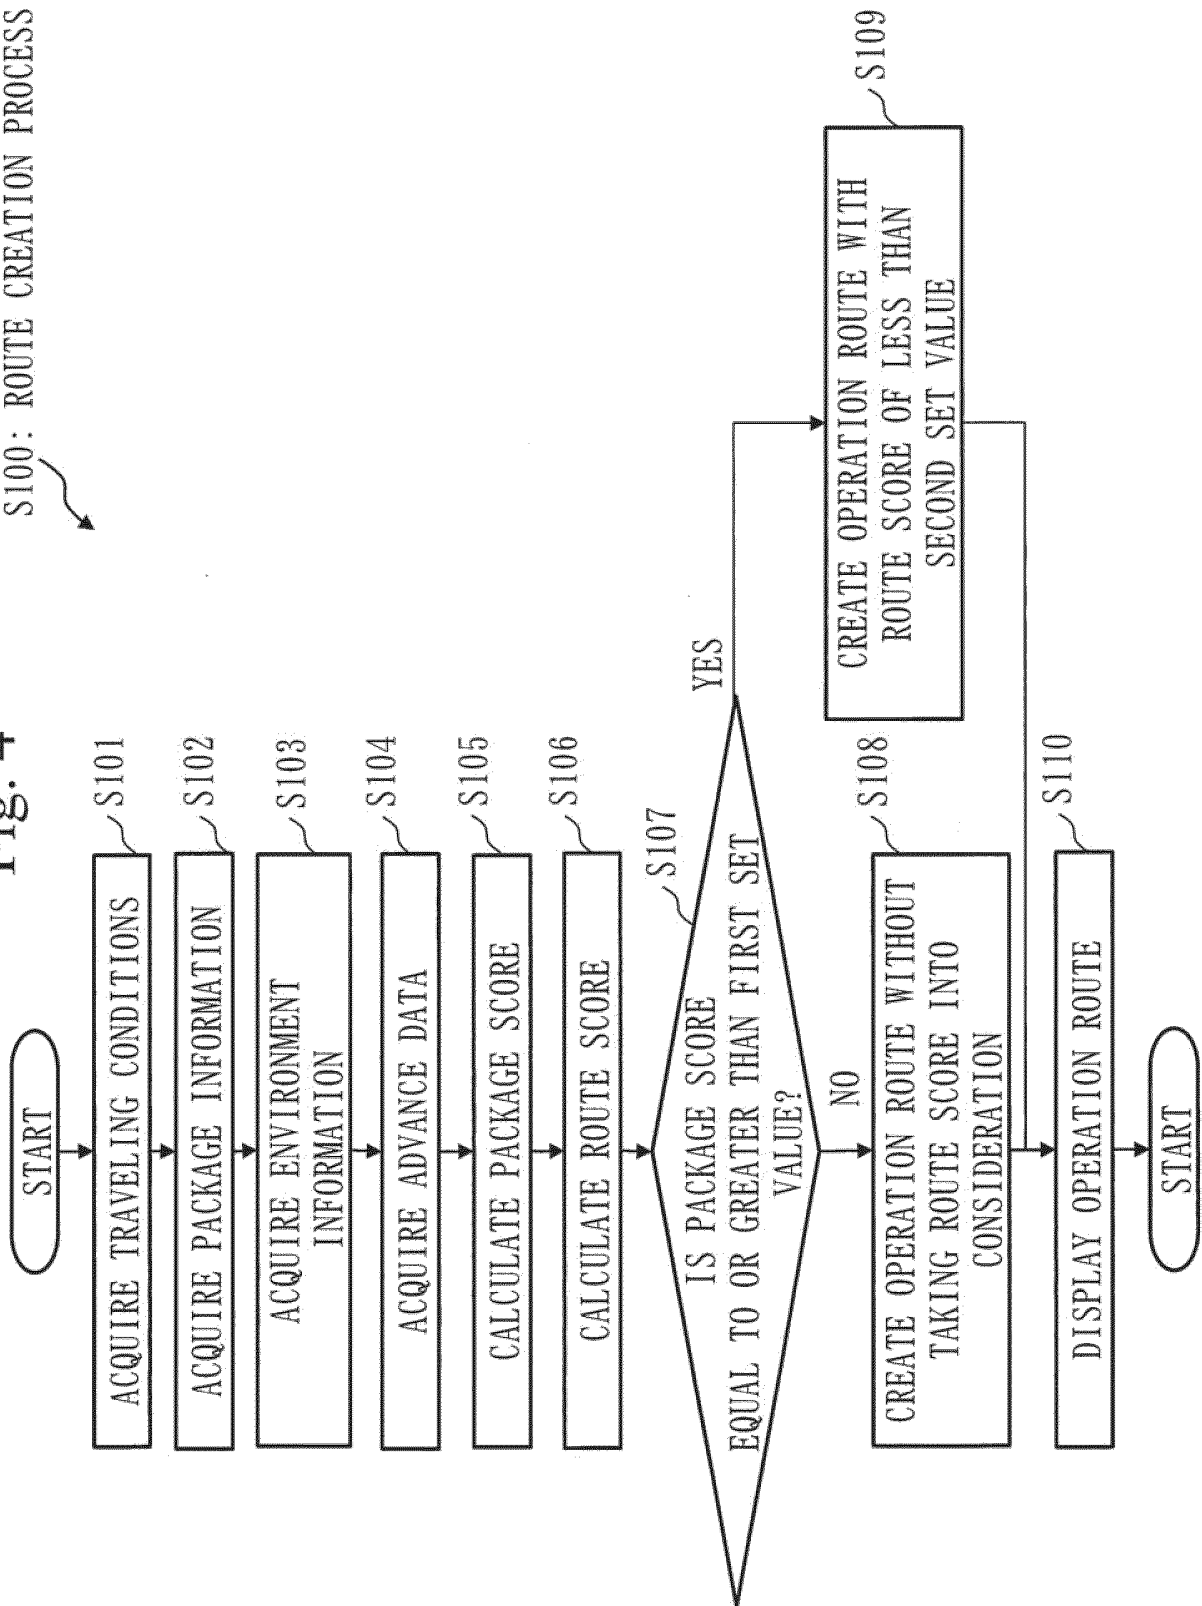 Fig. 4
S100: ROUTE CREATION PROCESS
START
ACQUIRE TRAVELING CONDITIONS
S101
ACQUIRE PACKAGE INFORMATION
S102
ACQUIRE ENVIRONMENT
INFORMATION
S103
ACQUIRE ADVANCE DATA
S104
CALCULATE PACKAGE SCORE
S105
CALCULATE ROUTE SCORE
S106
IS PACKAGE SCORE
EQUAL TO OR GREATER THAN FIRST SET
VALUE?
S107
YES
NO
CREATE OPERATION ROUTE WITHOUT
TAKING ROUTE SCORE INTO
CONSIDERATION
S108
CREATE OPERATION ROUTE WITH
ROUTE SCORE OF LESS THAN
SECOND SET VALUE
S109
DISPLAY OPERATION ROUTE
S110
START